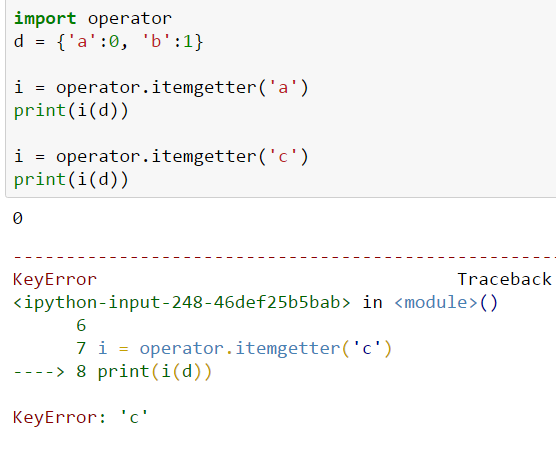 import operator
d = {'a':0, 'b':1}
i = operator.itemgetter('a')
print(i(d))
i = operator.itemgetter('c')
print(i(d))
0
---------------------------------------------------
KeyError Traceback
<ipython-input-248-46def25b5bab> in <module>()
6
7 i = operator.itemgetter('c')
----> 8 print(i(d))
KeyError: 'c'